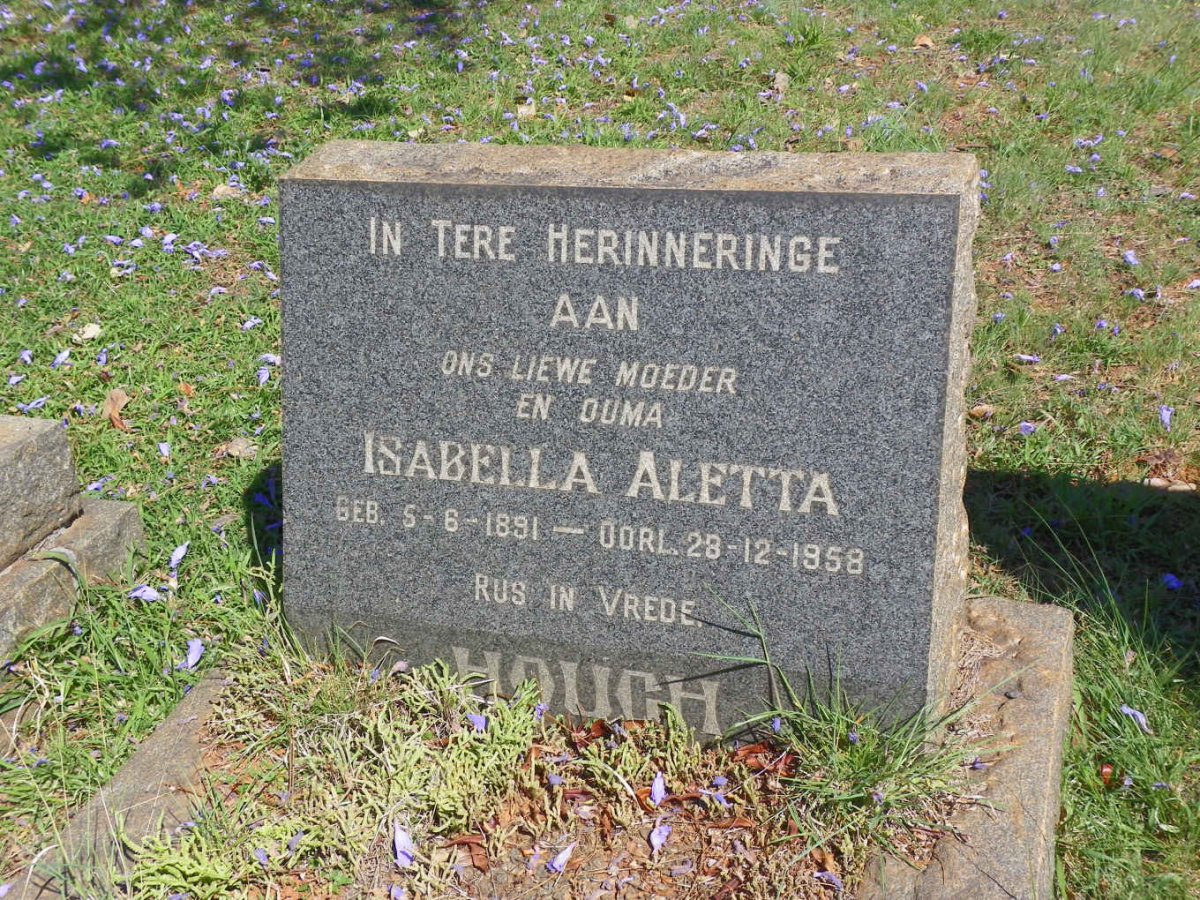 IN TERE HERINNERINGE
AAN
ONS LIEWE MOEDER
EN OUMA
ISABELLA ALETTA
GEB. 5-6-1891 — OORL. 28-12-1958
RUS IN VREDE.
HOUGH